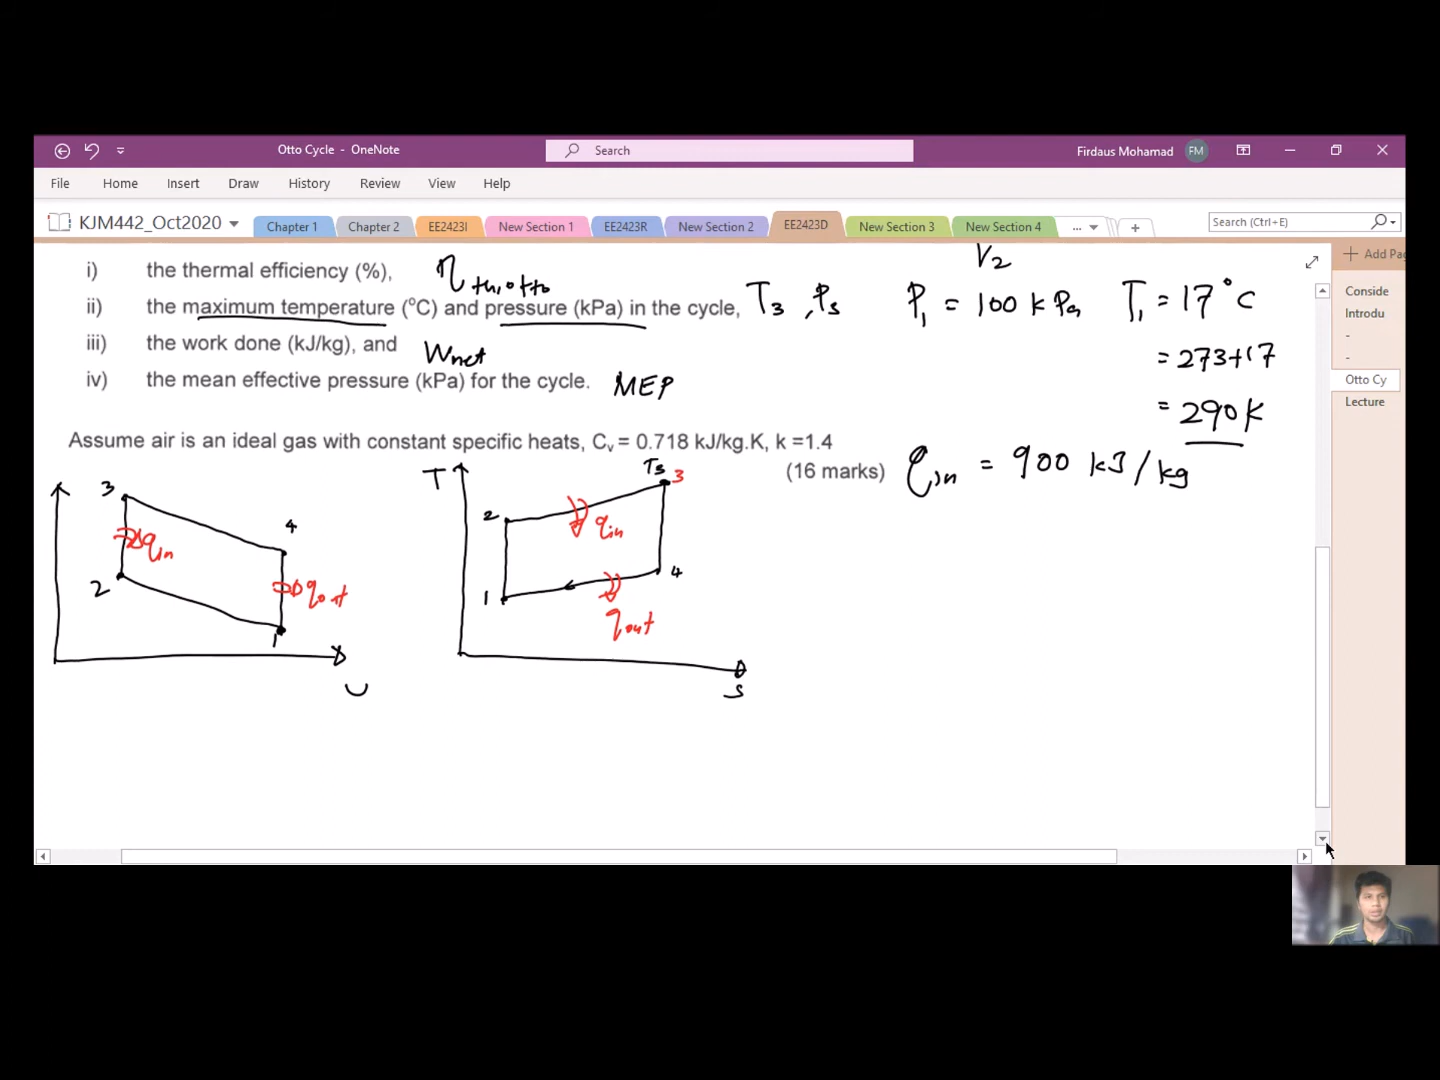 Otto Cycle - OneNote
Search
Firdaus Mohamad
FM
File Home Insert Draw History Review View Help
KJM442_Oct2020
Chapter 1 Chapter 2 EE2423I New Section 1 EE2423R New Section 2 EE2423D New Section 3 New Section 4 ... +
Search (Ctrl+E)
+ Add Pag
Conside
Introdu
-
-
Otto Cy
Lecture
V2
i) the thermal efficiency (%), η th, otto
ii) the maximum temperature (°C) and pressure (kPa) in the cycle, T3, P3
P1 = 100 kPa T1 = 17°C
= 273+17
iii) the work done (kJ/kg), and Wnet
iv) the mean effective pressure (kPa) for the cycle. MEP
= 290K
Assume air is an ideal gas with constant specific heats, Cv = 0.718 kJ/kg.K, k =1.4
(16 marks)
qin = 900 kJ/kg
3
4
qin
2
qout
1
υ
T
T3 3
2
qin
4
1
qout
s